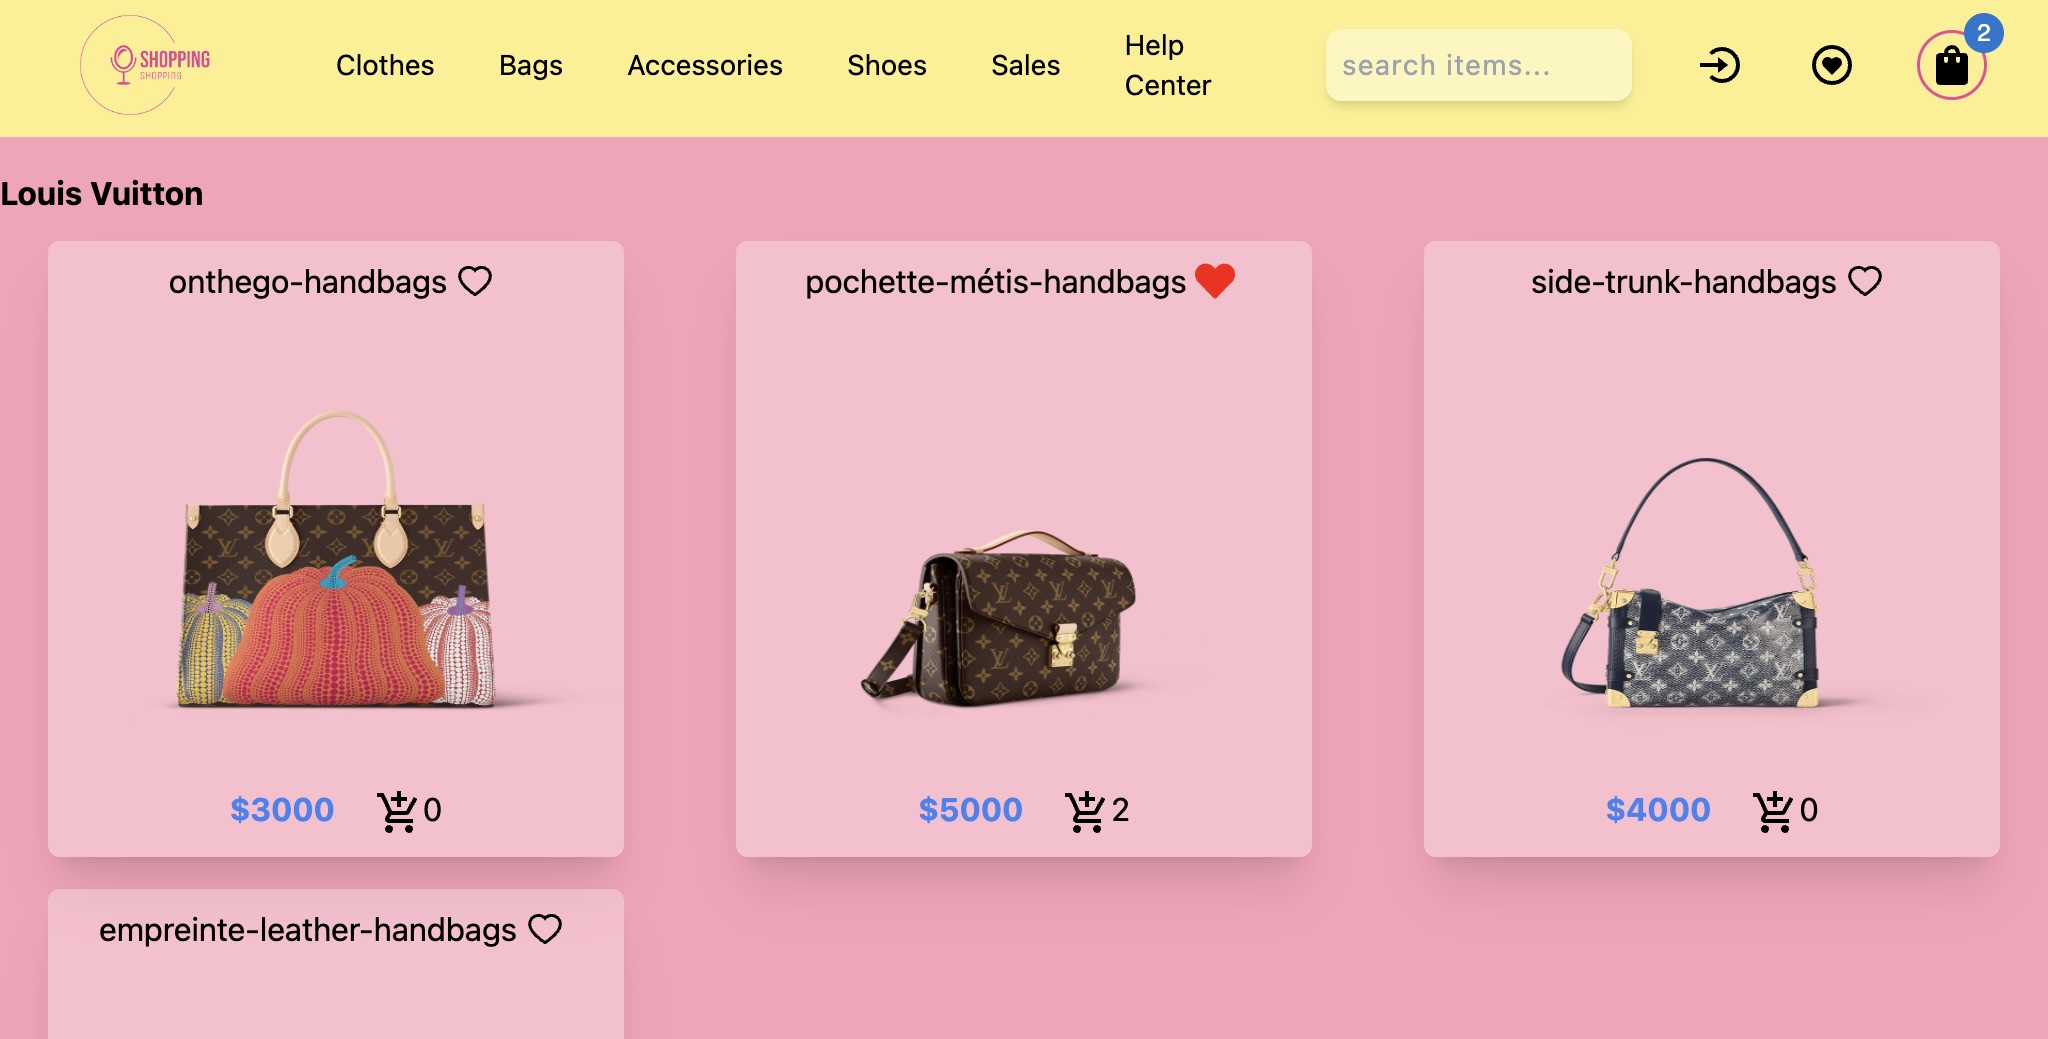 SHOPPING
SHOPPING
Clothes
Bags
Accessories
Shoes
Sales
Help
Center
search items...
2
Louis Vuitton
onthego-handbags
pochette-métis-handbags
side-trunk-handbags
$3000
0
$5000
2
$4000
0
empreinte-leather-handbags